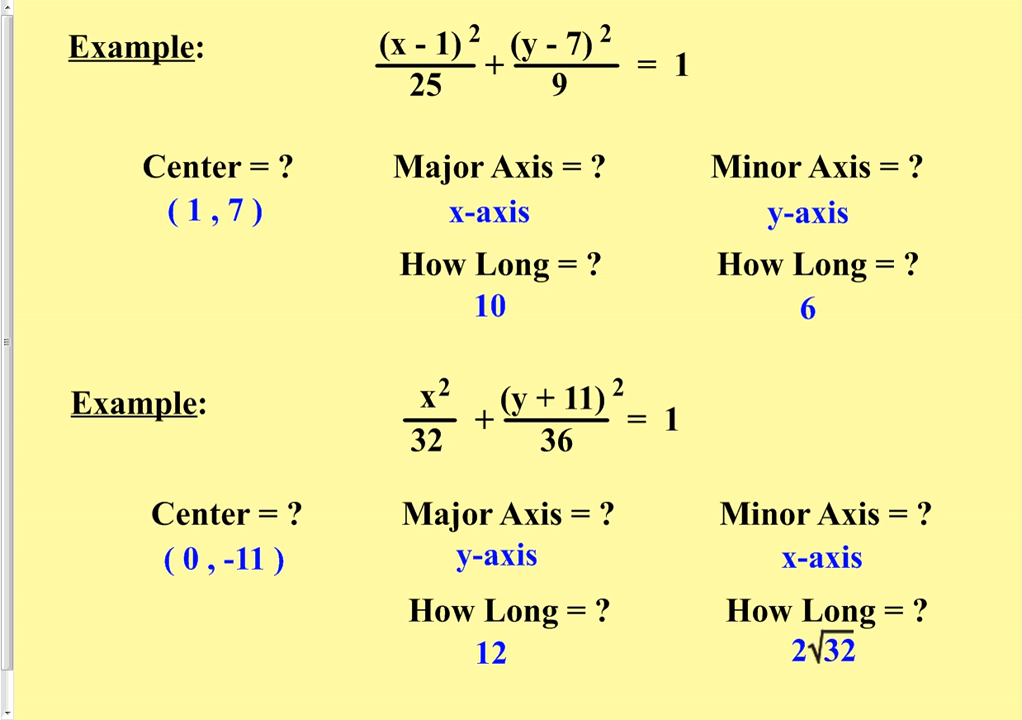 Example: (x - 1)² / 25 + (y - 7)² / 9 = 1
Center = ? Major Axis = ? Minor Axis = ?
( 1 , 7 ) x-axis y-axis
How Long = ? How Long = ?
10 6
Example: x² / 32 + (y + 11)² / 36 = 1
Center = ? Major Axis = ? Minor Axis = ?
( 0 , -11 ) y-axis x-axis
How Long = ? How Long = ?
12 2√32